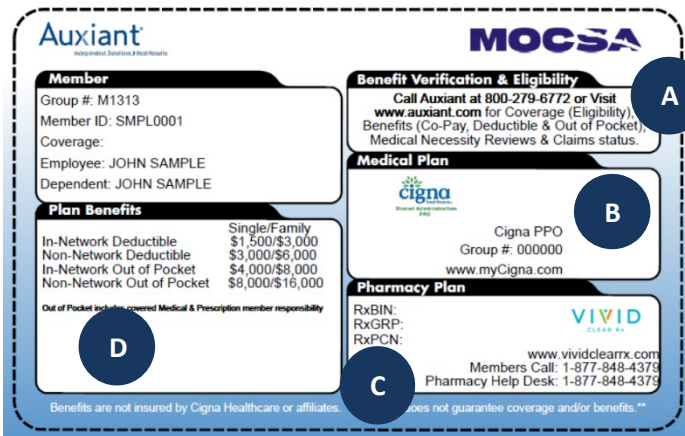 Auxiant
Independent Solutions Real Results
MOCSA
Member
Group #: M1313
Member ID: SMPL0001
Coverage:
Employee: JOHN SAMPLE
Dependent: JOHN SAMPLE
Plan Benefits
Single/Family
In-Network Deductible $1,500/$3,000
Non-Network Deductible $3,000/$6,000
In-Network Out of Pocket $4,000/$8,000
Non-Network Out of Pocket $8,000/$16,000
Out of Pocket includes covered Medical & Prescription member responsibility
D
Benefit Verification & Eligibility
Call Auxiant at 800-279-6772 or Visit
www.auxiant.com for Coverage (Eligibility),
Benefits (Co-Pay, Deductible & Out of Pocket),
Medical Necessity Reviews & Claims status.
A
Medical Plan
cigna
healthcare
Shared Administration
PPO
B
Cigna PPO
Group #: 000000
www.myCigna.com
Pharmacy Plan
RxBIN:
RxGRP:
RxPCN:
VIVID
CLEAR Rx
www.vividclearrx.com
Members Call: 1-877-848-4379
Pharmacy Help Desk: 1-877-848-4379
C
Benefits are not insured by Cigna Healthcare or affiliates. does not guarantee coverage and/or benefits.**